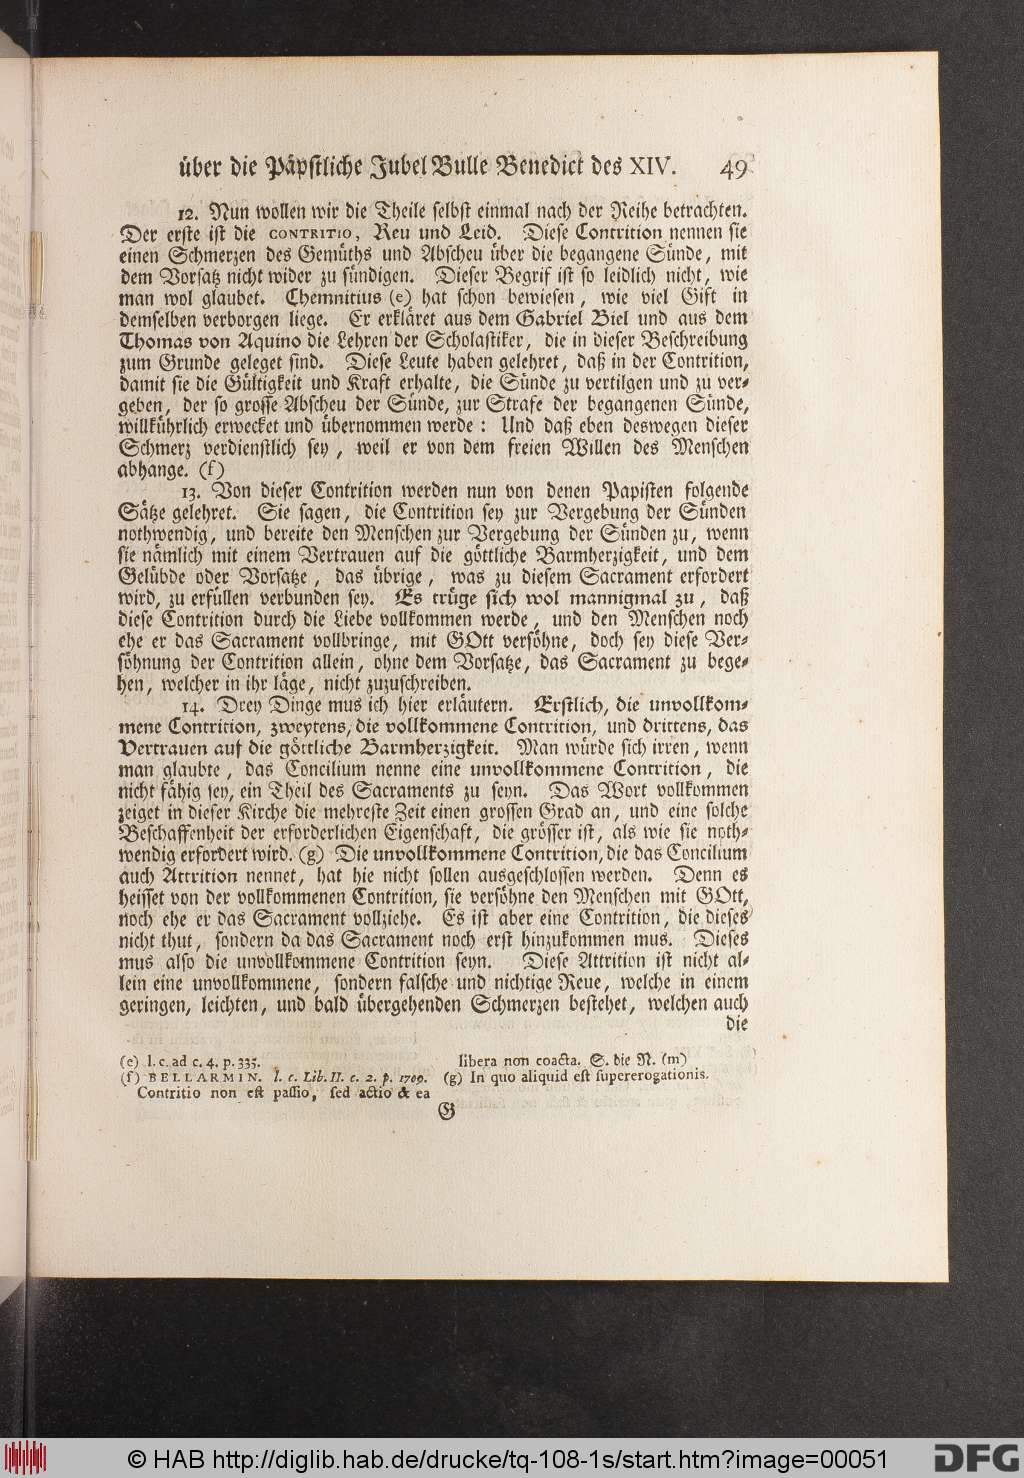 über die Päpstliche Jubel Bulle Benedict des XIV. 49
12. Nun wollen wir die Theile selbst einmal nach der Reihe betrachten.
Der erste ist die CONTRITIO, Reu und Leid. Diese Contrition nennen sie
einen Schmerzen des Gemüths und Abscheu über die begangene Sünde, mit
dem Vorsatz nicht wider zu sündigen. Dieser Begrif ist so leidlich nicht, wie
man wol glaubet. Chemnitius (e) hat schon bewiesen, wie viel Gift in
demselben verborgen liege. Er erkläret aus dem Gabriel Biel und aus dem
Thomas von Aquino die Lehren der Scholastiker, die in dieser Beschreibung
zum Grunde geleget sind. Diese Leute haben gelehret, daß in der Contrition,
damit sie die Gültigkeit und Kraft erhalte, die Sünde zu vertilgen und zu ver-
geben, der so grosse Abscheu der Sünde, zur Strafe der begangenen Sünde,
willkührlich erwecket und übernommen werde: Und daß eben deswegen dieser
Schmerz verdienstlich sey, weil er von dem freien Willen des Menschen
abhange. (f)
13. Von dieser Contrition werden nun von denen Papisten folgende
Sätze gelehret. Sie sagen, die Contrition sey zur Vergebung der Sünden
nothwendig, und bereite den Menschen zur Vergebung der Sünden zu, wenn
sie nämlich mit einem Vertrauen auf die göttliche Barmherzigkeit, und dem
Gelübde oder Vorsatze, das übrige, was zu diesem Sacrament erfordert
wird, zu erfüllen verbunden sey. Es trüge sich wol mannigmal zu, daß
diese Contrition durch die Liebe vollkommen werde, und den Menschen noch
ehe er das Sacrament vollbringe, mit GOtt versöhne, doch sey diese Ver-
söhnung der Contrition allein, ohne dem Vorsatze, das Sacrament zu bege-
hen, welcher in ihr läge, nicht zuzuschreiben.
14. Drey Dinge mus ich hier erläutern. Erstlich, die unvollkom-
mene Contrition, zweytens, die vollkommene Contrition, und drittens, das
Vertrauen auf die göttliche Barmherzigkeit. Man würde sich irren, wenn
man glaubte, das Concilium nenne eine unvollkommene Contrition, die
nicht fähig sey, ein Theil des Sacraments zu seyn. Das Wort vollkommen
zeiget in dieser Kirche die mehreste Zeit einen grossen Grad an, und eine solche
Beschaffenheit der erforderlichen Eigenschaft, die grösser ist, als wie sie noth-
wendig erfordert wird. (g) Die unvollkommene Contrition, die das Concilium
auch Attrition nennet, hat hie nicht sollen ausgeschlossen werden. Denn es
heisset von der vollkommenen Contrition, sie versöhne den Menschen mit GOtt,
noch ehe er das Sacrament vollziehe. Es ist aber eine Contrition, die dieses
nicht thut, sondern da das Sacrament noch erst hinzukommen mus. Dieses
mus also die unvollkommene Contrition seyn. Diese Attrition ist nicht al-
lein eine unvollkommene, sondern falsche und nichtige Reue, welche in einem
geringen, leichten, und bald übergehenden Schmerzen bestehet, welchen auch
die
(e) l. c. ad c. 4. p. 335.
(f) BELLARMIN. l. c. Lib. II. c. 2. p. 1709.
Contritio non est passio, sed actio & ea
libera non coacta. S. die N. (m)
(g) In quo aliquid est supererogationis.
G
© HAB http://diglib.hab.de/drucke/tq-108-1s/start.htm?image=00051
DFG